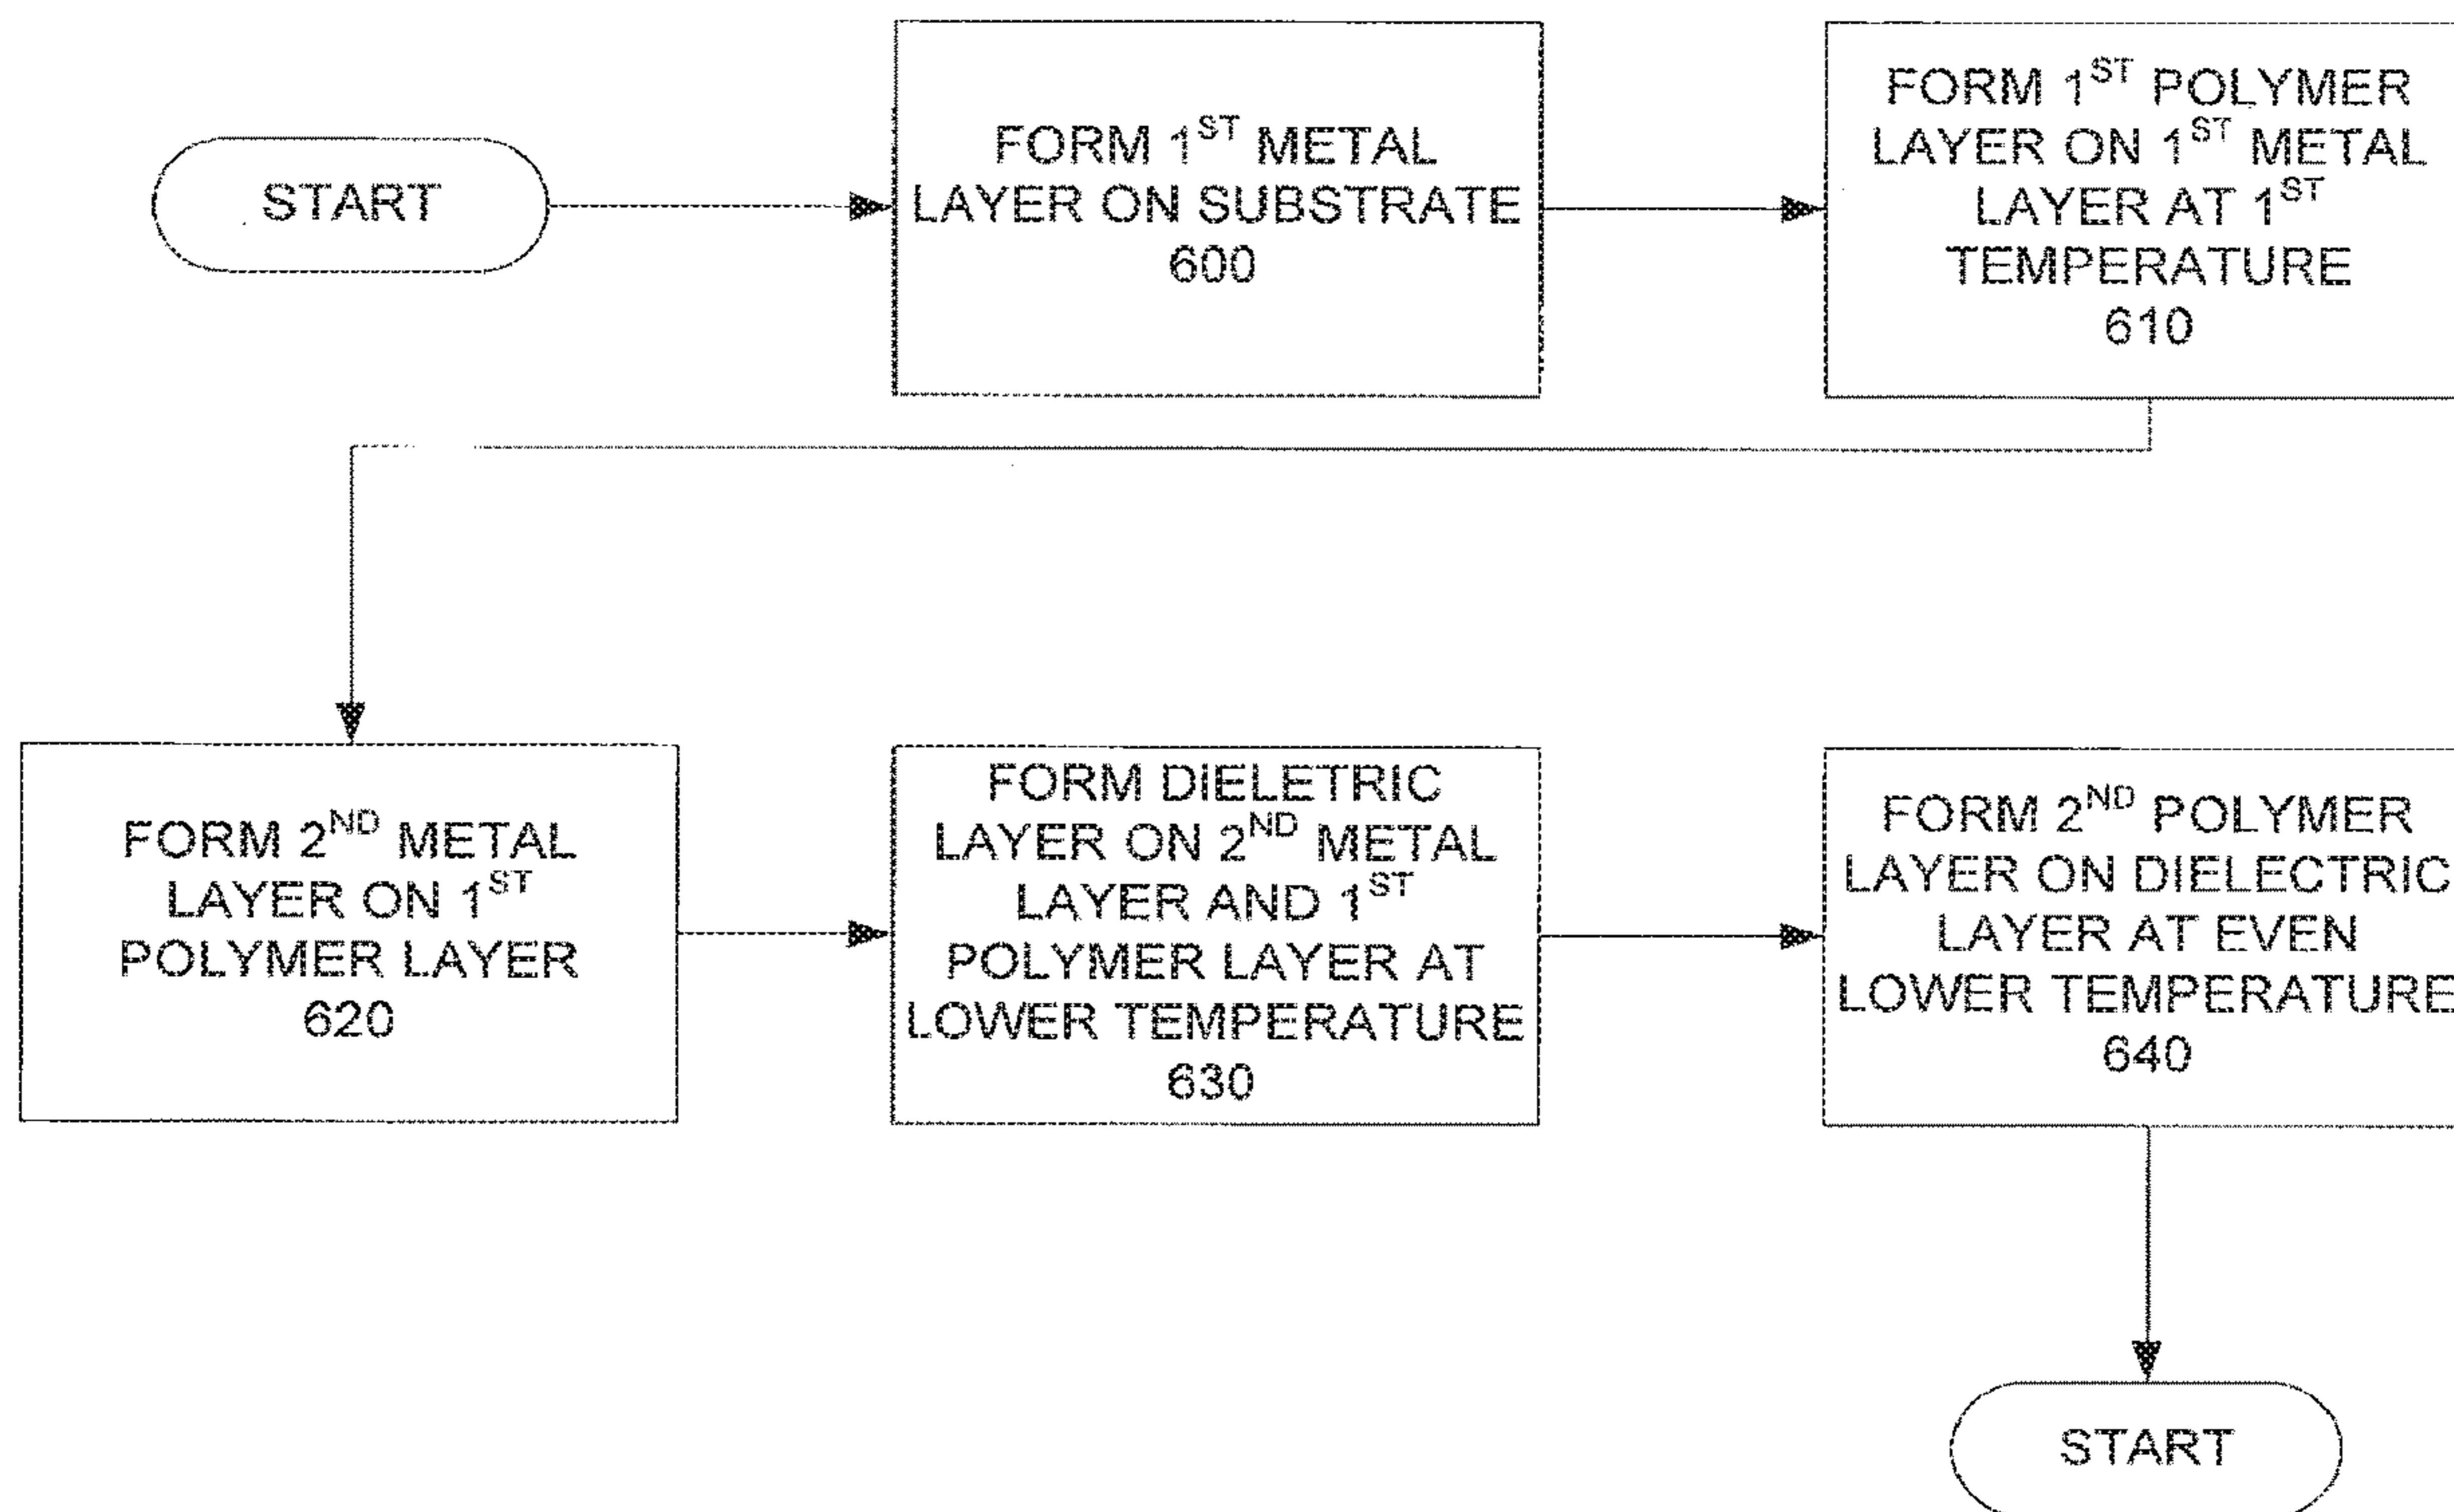 START
FORM 1ST METAL
LAYER ON SUBSTRATE
600
FORM 1ST POLYMER
LAYER ON 1ST METAL
LAYER AT 1ST
TEMPERATURE
610
FORM 2ND METAL
LAYER ON 1ST
POLYMER LAYER
620
FORM DIELETRIC
LAYER ON 2ND METAL
LAYER AND 1ST
POLYMER LAYER AT
LOWER TEMPERATURE
630
FORM 2ND POLYMER
LAYER ON DIELECTRIC
LAYER AT EVEN
LOWER TEMPERATURE
640
START